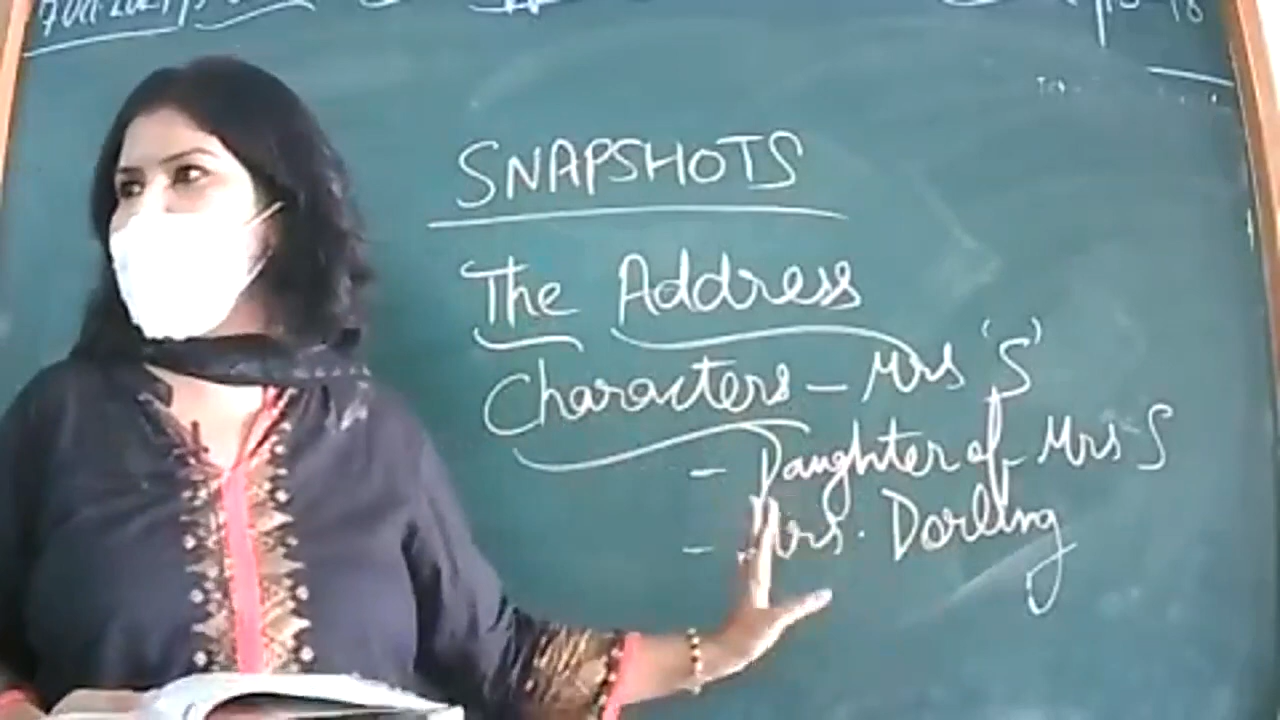 SNAPSHOTS
The Address
Characters – Mrs 'S'
– Daughter of Mrs S
– Mrs. Dorling